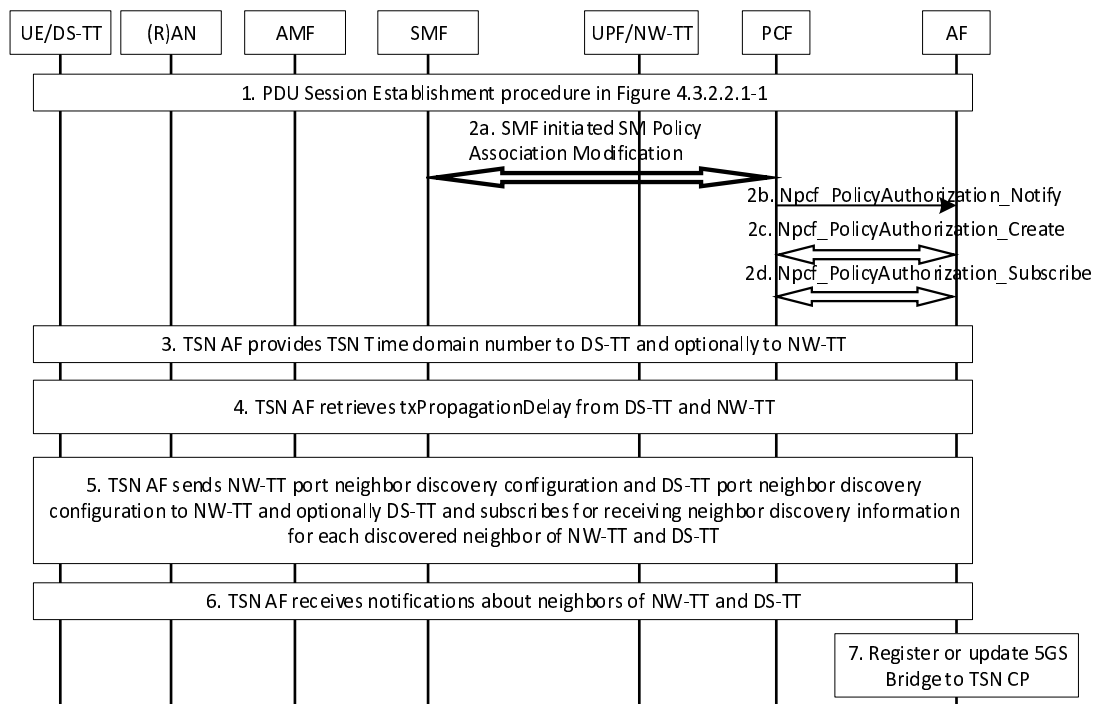 UE/DS-TT
(R)AN
AMF
SMF
UPF/NW-TT
PCF
AF
1. PDU Session Establishment procedure in Figure 4.3.2.2.1-1
2a. SMF initiated SM Policy
Association Modification
2b. Npcf_PolicyAuthorization_Notify
2c. Npcf_PolicyAuthorization_Create
2d. Npcf_PolicyAuthorization_Subscribe
3. TSN AF provides TSN Time domain number to DS-TT and optionally to NW-TT
4. TSN AF retrieves txPropagationDelay from DS-TT and NW-TT
5. TSN AF sends NW-TT port neighbor discovery configuration and DS-TT port neighbor discovery
configuration to NW-TT and optionally DS-TT and subscribes for receiving neighbor discovery information
for each discovered neighbor of NW-TT and DS-TT
6. TSN AF receives notifications about neighbors of NW-TT and DS-TT
7. Register or update 5GS
Bridge to TSN CP